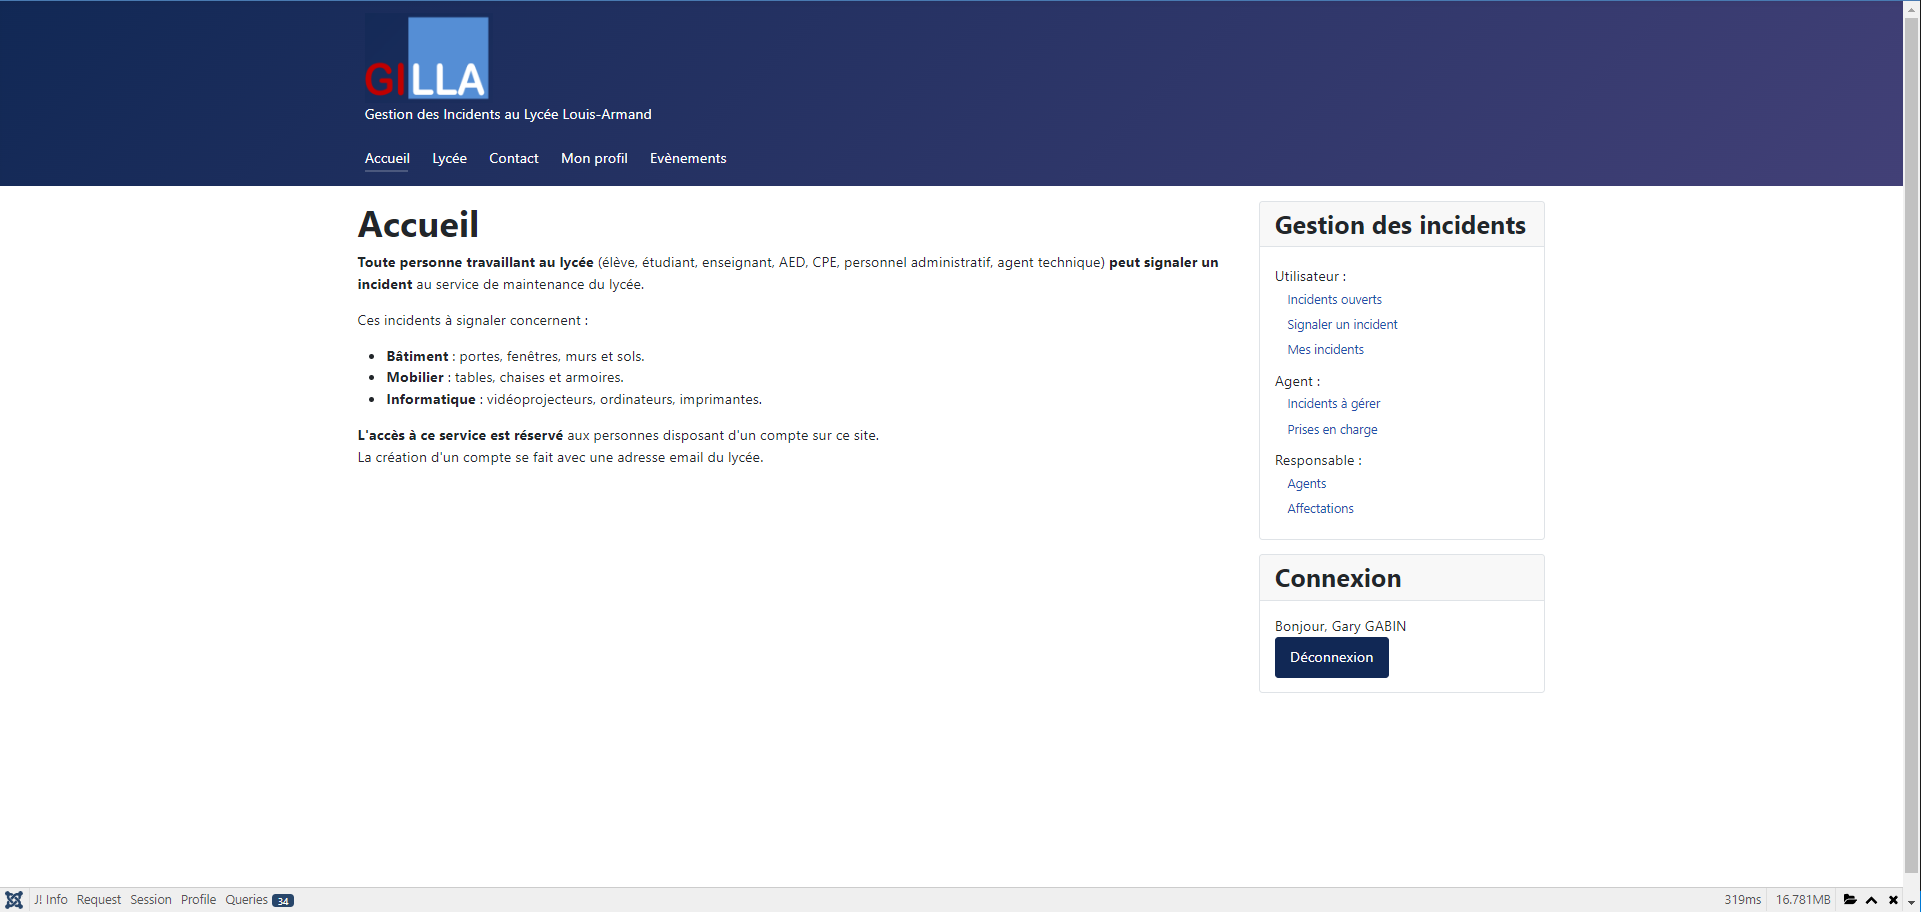 GILLA
Gestion des Incidents au Lycée Louis-Armand
Accueil Lycée Contact Mon profil Evènements
Accueil
Toute personne travaillant au lycée (élève, étudiant, enseignant, AED, CPE, personnel administratif, agent technique) peut signaler un
incident au service de maintenance du lycée.
Ces incidents à signaler concernent :
• Bâtiment : portes, fenêtres, murs et sols.
• Mobilier : tables, chaises et armoires.
• Informatique : vidéoprojecteurs, ordinateurs, imprimantes.
L'accès à ce service est réservé aux personnes disposant d'un compte sur ce site.
La création d'un compte se fait avec une adresse email du lycée.
Gestion des incidents
Utilisateur :
Incidents ouverts
Signaler un incident
Mes incidents
Agent :
Incidents à gérer
Prises en charge
Responsable :
Agents
Affectations
Connexion
Bonjour, Gary GABIN
Déconnexion
J! Info Request Session Profile Queries 34 319ms 16.781MB